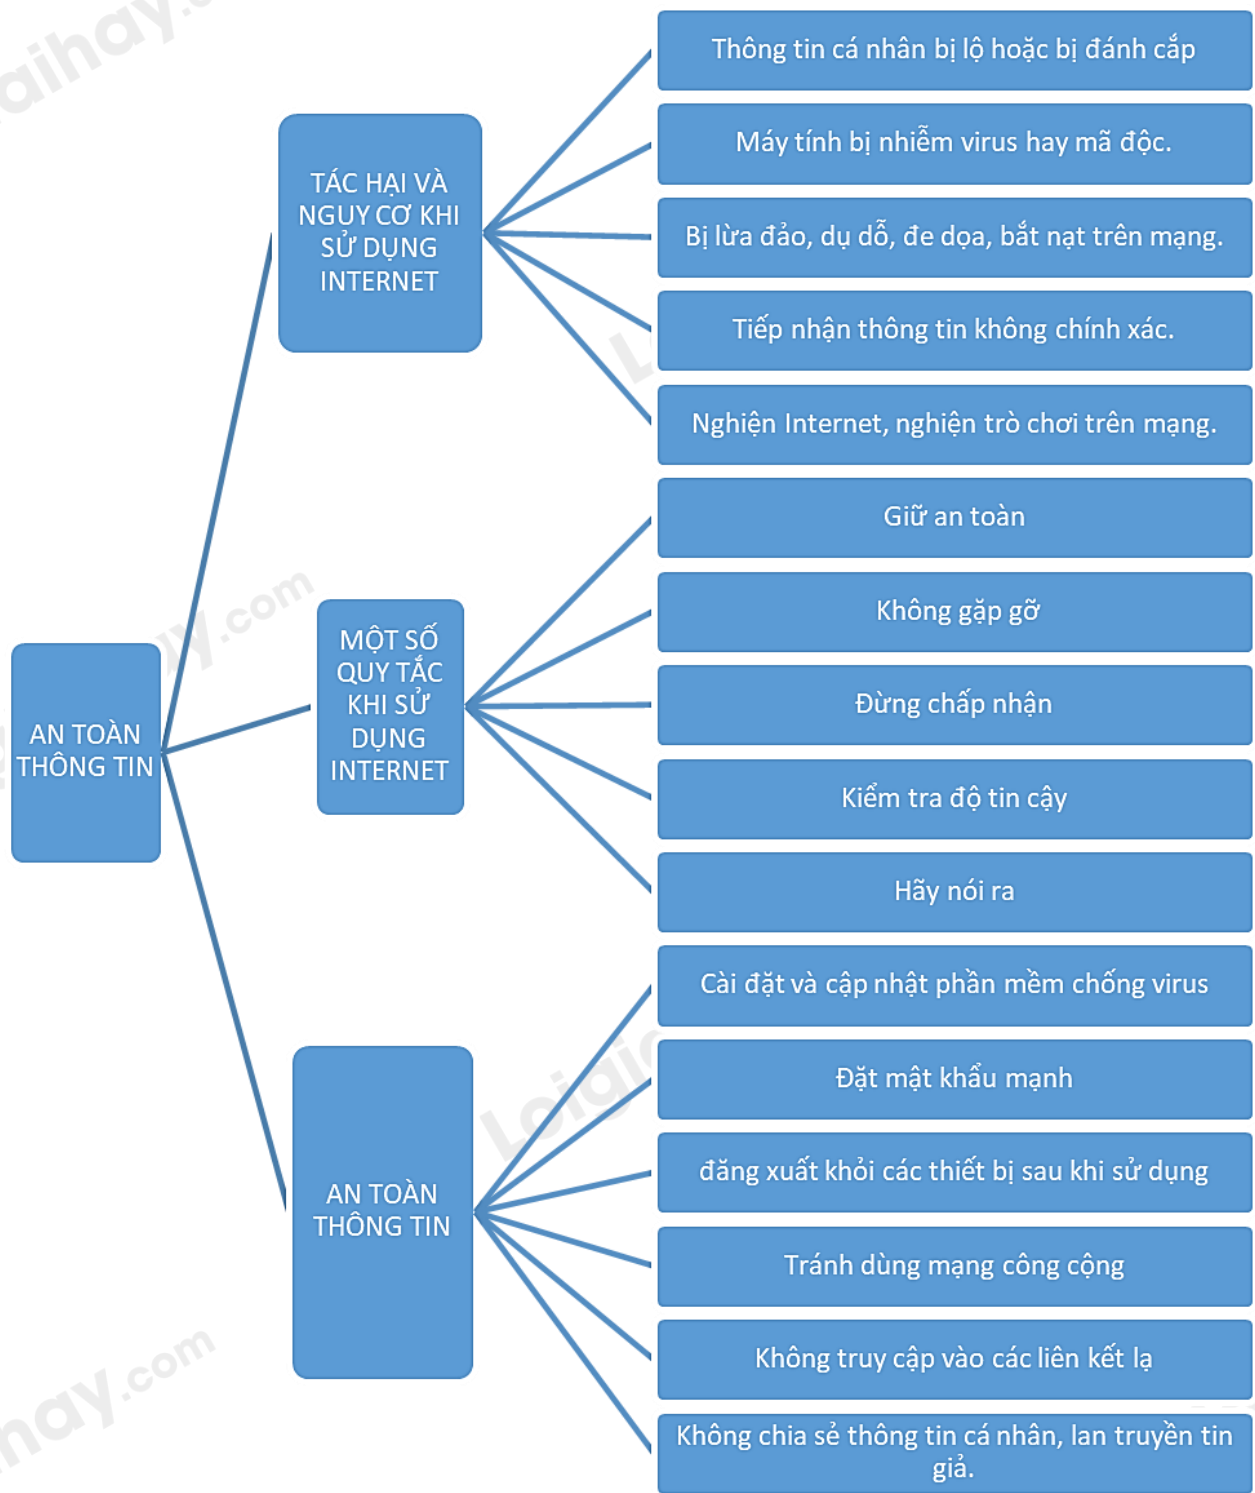 AN TOÀN
THÔNG TIN
TÁC HẠI VÀ
NGUY CƠ KHI
SỬ DỤNG
INTERNET
Thông tin cá nhân bị lộ hoặc bị đánh cắp
Máy tính bị nhiễm virus hay mã độc.
Bị lừa đảo, dụ dỗ, đe dọa, bắt nạt trên mạng.
Tiếp nhận thông tin không chính xác.
Nghiện Internet, nghiện trò chơi trên mạng.
MỘT SỐ
QUY TẮC
KHI SỬ
DỤNG
INTERNET
Giữ an toàn
Không gặp gỡ
Đừng chấp nhận
Kiểm tra độ tin cậy
Hãy nói ra
AN TOÀN
THÔNG TIN
Cài đặt và cập nhật phần mềm chống virus
Đặt mật khẩu mạnh
đăng xuất khỏi các thiết bị sau khi sử dụng
Tránh dùng mạng công cộng
Không truy cập vào các liên kết lạ
Không chia sẻ thông tin cá nhân, lan truyền tin
giả.